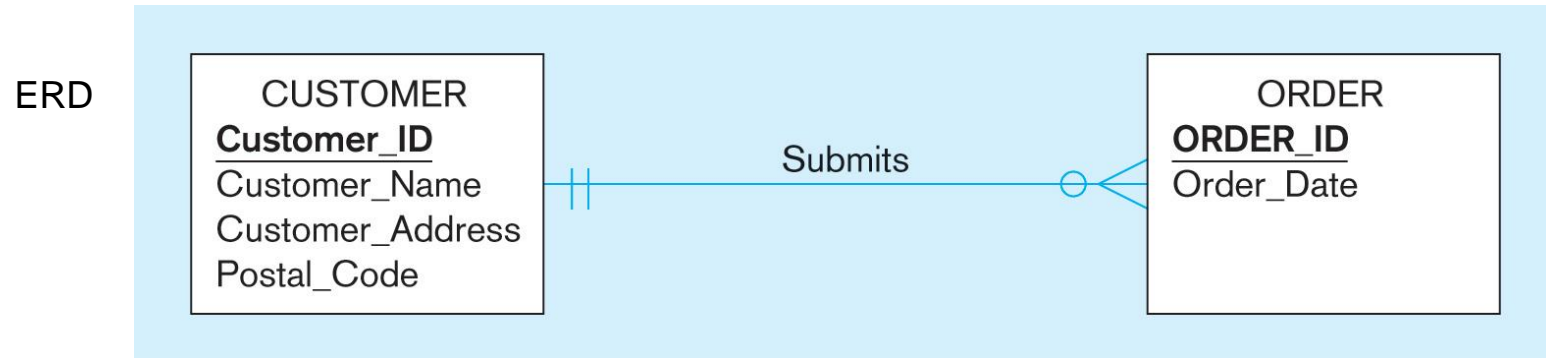 ERD
CUSTOMER
Customer_ID
Customer_Name
Customer_Address
Postal_Code
Submits
ORDER
ORDER_ID
Order_Date